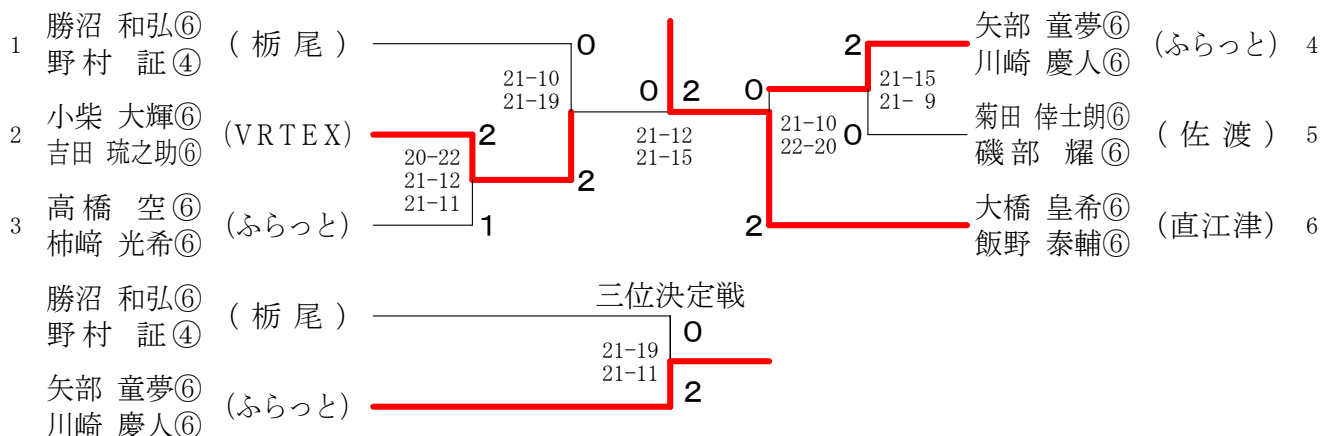 1 勝沼 和弘⑥ 野村 証④ (栃尾) 0
21-10
21-19
2 小柴 大輝⑥ 吉田 琉之助⑥ (VRTEX) 2
20-22
21-12
21-11
2
3 高橋 空⑥ 柿﨑 光希⑥ (ふらっと) 1
0 2
21-12
21-15
矢部 童夢⑥ 川崎 慶人⑥ (ふらっと) 4
2
21-15
21- 9
0
菊田 倖士朗⑥ 磯部 耀⑥ (佐渡) 5
0
21-10
22-20
2
大橋 皇希⑥ 飯野 泰輔⑥ (直江津) 6
三位決定戦
勝沼 和弘⑥ 野村 証④ (栃尾) 0
21-19
21-11
矢部 童夢⑥ 川崎 慶人⑥ (ふらっと) 2